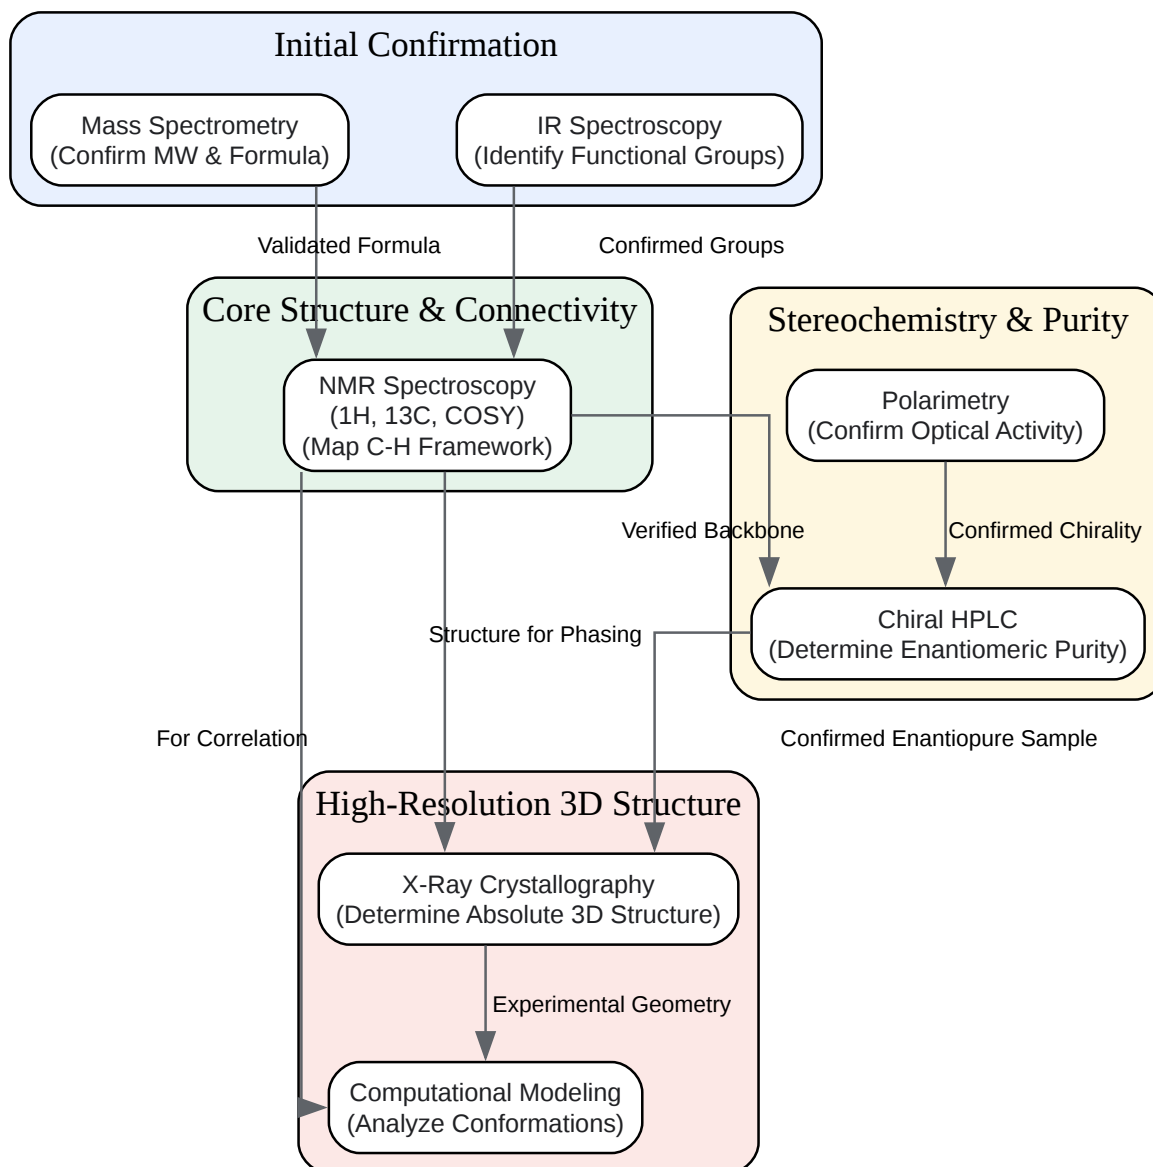 Initial Confirmation
Mass Spectrometry
(Confirm MW & Formula)
IR Spectroscopy
(Identify Functional Groups)
Validated Formula
Confirmed Groups
Core Structure & Connectivity
Stereochemistry & Purity
NMR Spectroscopy
(1H, 13C, COSY)
(Map C-H Framework)
Polarimetry
(Confirm Optical Activity)
Verified Backbone
Confirmed Chirality
Chiral HPLC
(Determine Enantiomeric Purity)
Structure for Phasing
For Correlation
Confirmed Enantiopure Sample
High-Resolution 3D Structure
X-Ray Crystallography
(Determine Absolute 3D Structure)
Experimental Geometry
Computational Modeling
(Analyze Conformations)